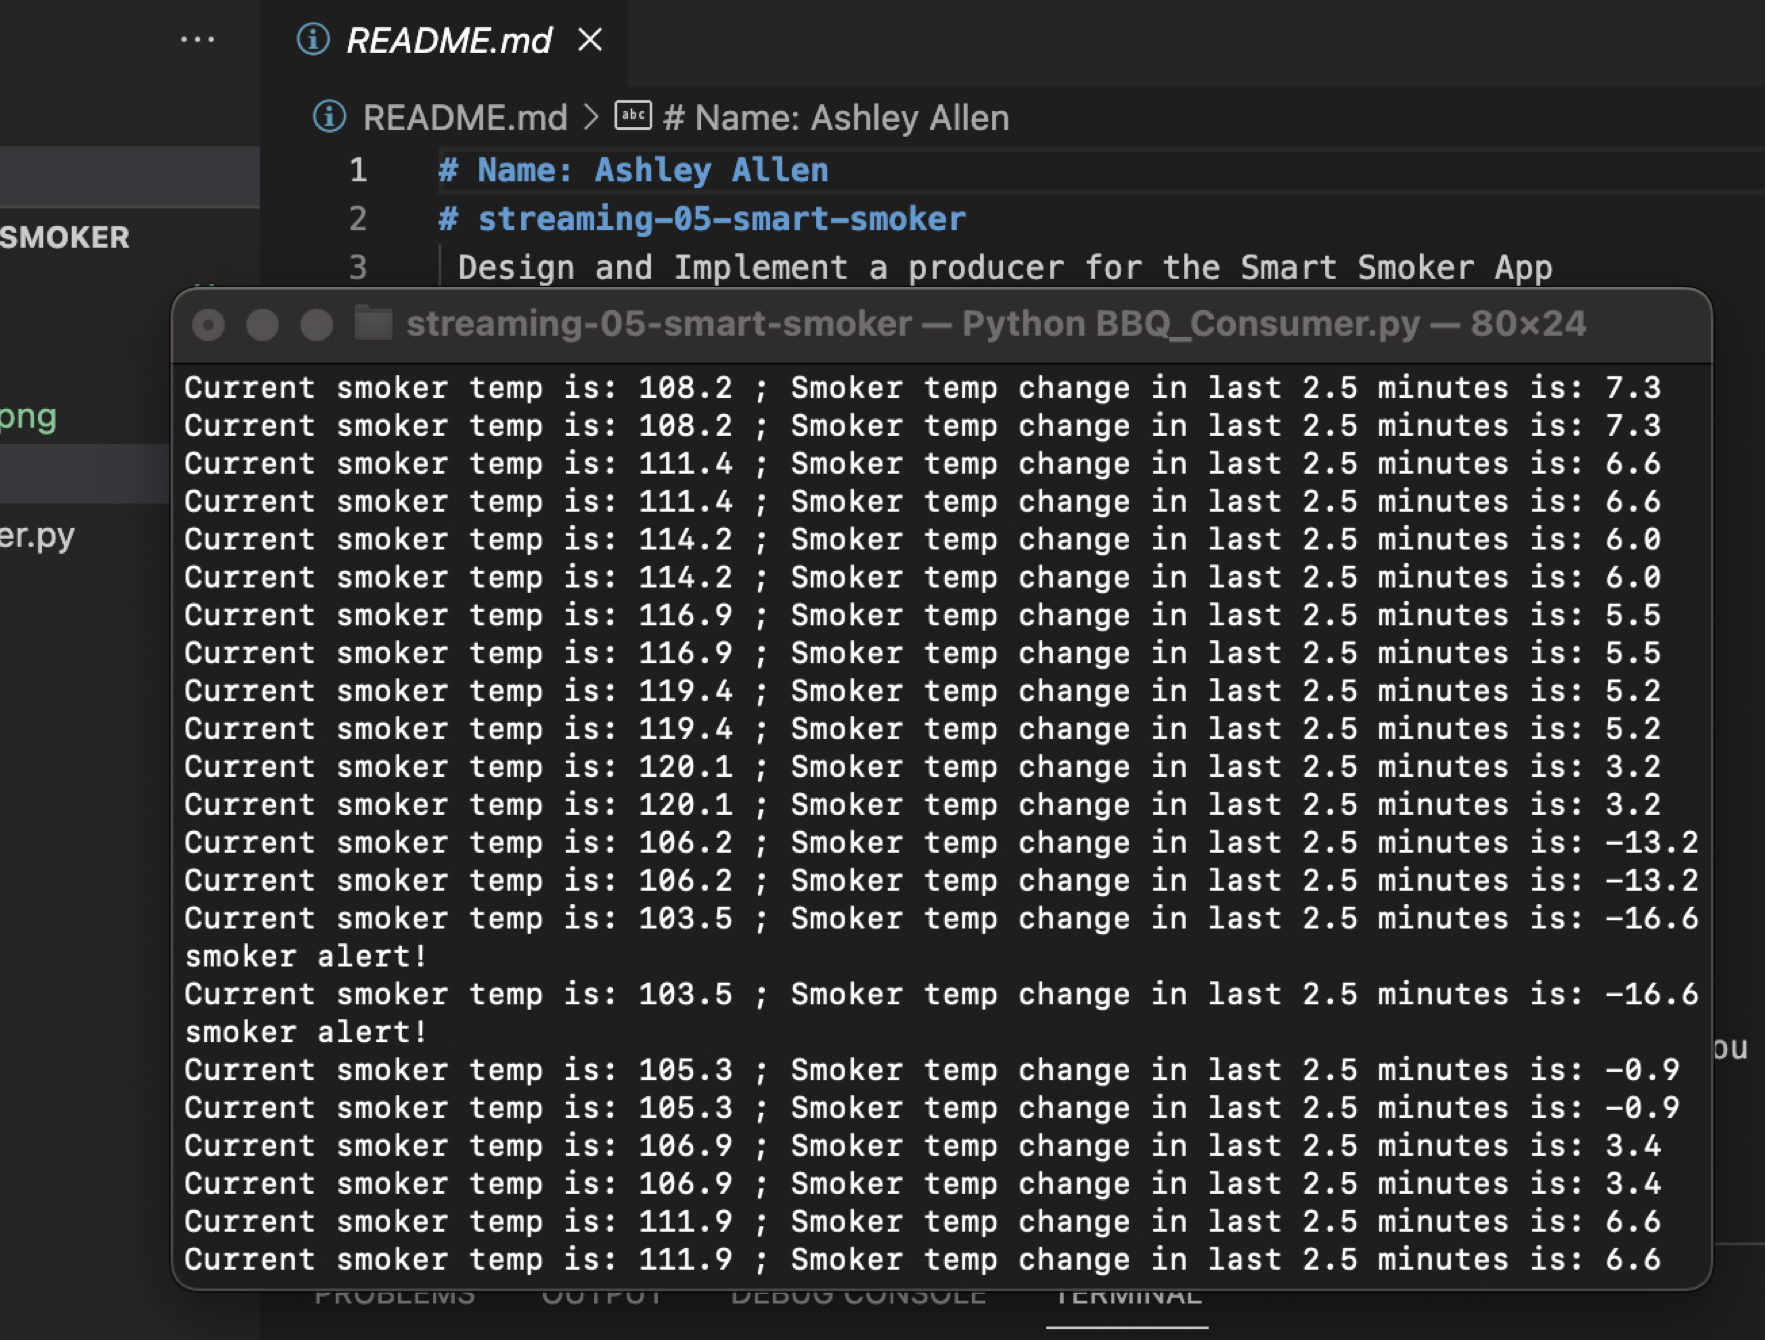 ...
README.md ×
README.md > abc # Name: Ashley Allen
1 # Name: Ashley Allen
2 # streaming-05-smart-smoker
SMOKER
3 Design and Implement a producer for the Smart Smoker App
streaming-05-smart-smoker — Python BBQ_Consumer.py — 80×24
Current smoker temp is: 108.2 ; Smoker temp change in last 2.5 minutes is: 7.3
png
Current smoker temp is: 108.2 ; Smoker temp change in last 2.5 minutes is: 7.3
Current smoker temp is: 111.4 ; Smoker temp change in last 2.5 minutes is: 6.6
Current smoker temp is: 111.4 ; Smoker temp change in last 2.5 minutes is: 6.6
er.py
Current smoker temp is: 114.2 ; Smoker temp change in last 2.5 minutes is: 6.0
Current smoker temp is: 114.2 ; Smoker temp change in last 2.5 minutes is: 6.0
Current smoker temp is: 116.9 ; Smoker temp change in last 2.5 minutes is: 5.5
Current smoker temp is: 116.9 ; Smoker temp change in last 2.5 minutes is: 5.5
Current smoker temp is: 119.4 ; Smoker temp change in last 2.5 minutes is: 5.2
Current smoker temp is: 119.4 ; Smoker temp change in last 2.5 minutes is: 5.2
Current smoker temp is: 120.1 ; Smoker temp change in last 2.5 minutes is: 3.2
Current smoker temp is: 120.1 ; Smoker temp change in last 2.5 minutes is: 3.2
Current smoker temp is: 106.2 ; Smoker temp change in last 2.5 minutes is: -13.2
Current smoker temp is: 106.2 ; Smoker temp change in last 2.5 minutes is: -13.2
Current smoker temp is: 103.5 ; Smoker temp change in last 2.5 minutes is: -16.6
smoker alert!
Current smoker temp is: 103.5 ; Smoker temp change in last 2.5 minutes is: -16.6
smoker alert!
ou
Current smoker temp is: 105.3 ; Smoker temp change in last 2.5 minutes is: -0.9
Current smoker temp is: 105.3 ; Smoker temp change in last 2.5 minutes is: -0.9
Current smoker temp is: 106.9 ; Smoker temp change in last 2.5 minutes is: 3.4
Current smoker temp is: 106.9 ; Smoker temp change in last 2.5 minutes is: 3.4
Current smoker temp is: 111.9 ; Smoker temp change in last 2.5 minutes is: 6.6
Current smoker temp is: 111.9 ; Smoker temp change in last 2.5 minutes is: 6.6
PROBLEMS OUTPUT DEBUG CONSOLE TERMINAL